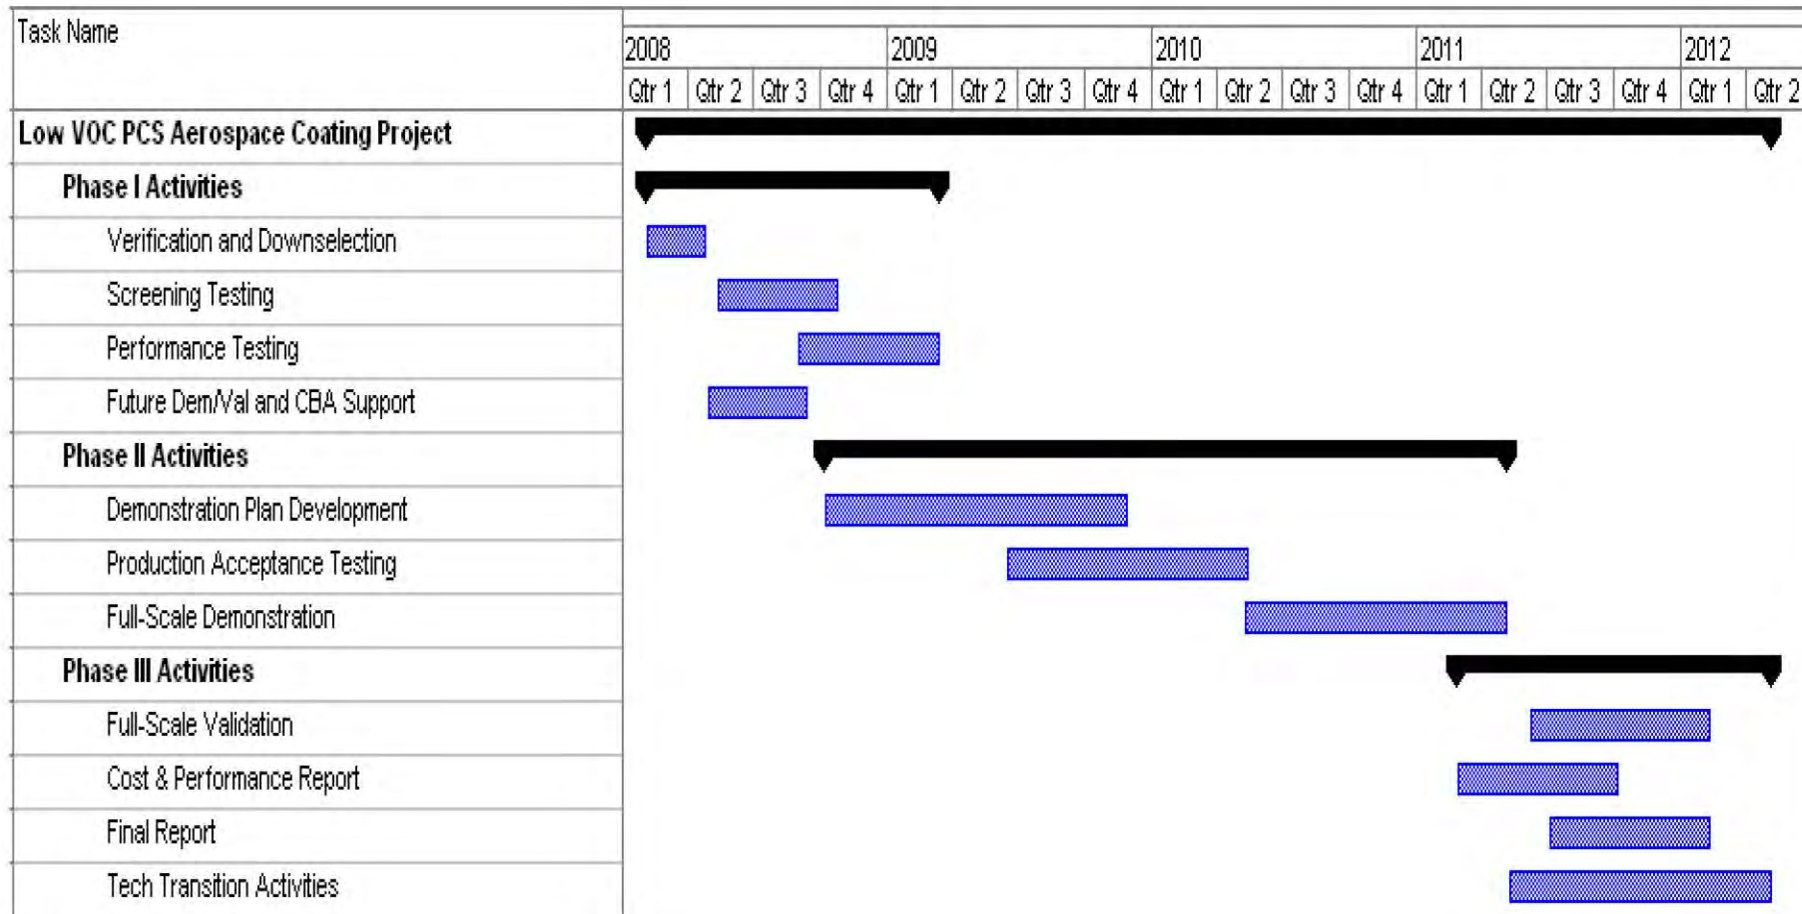 Task Name
2008 2009 2010 2011 2012
Qtr 1 Qtr 2 Qtr 3 Qtr 4 Qtr 1 Qtr 2 Qtr 3 Qtr 4 Qtr 1 Qtr 2 Qtr 3 Qtr 4 Qtr 1 Qtr 2 Qtr 3 Qtr 4 Qtr 1 Qtr 2
Low VOC PCS Aerospace Coating Project
Phase I Activities
Verification and Downselection
Screening Testing
Performance Testing
Future Dem/Val and CBA Support
Phase II Activities
Demonstration Plan Development
Production Acceptance Testing
Full-Scale Demonstration
Phase III Activities
Full-Scale Validation
Cost & Performance Report
Final Report
Tech Transition Activities